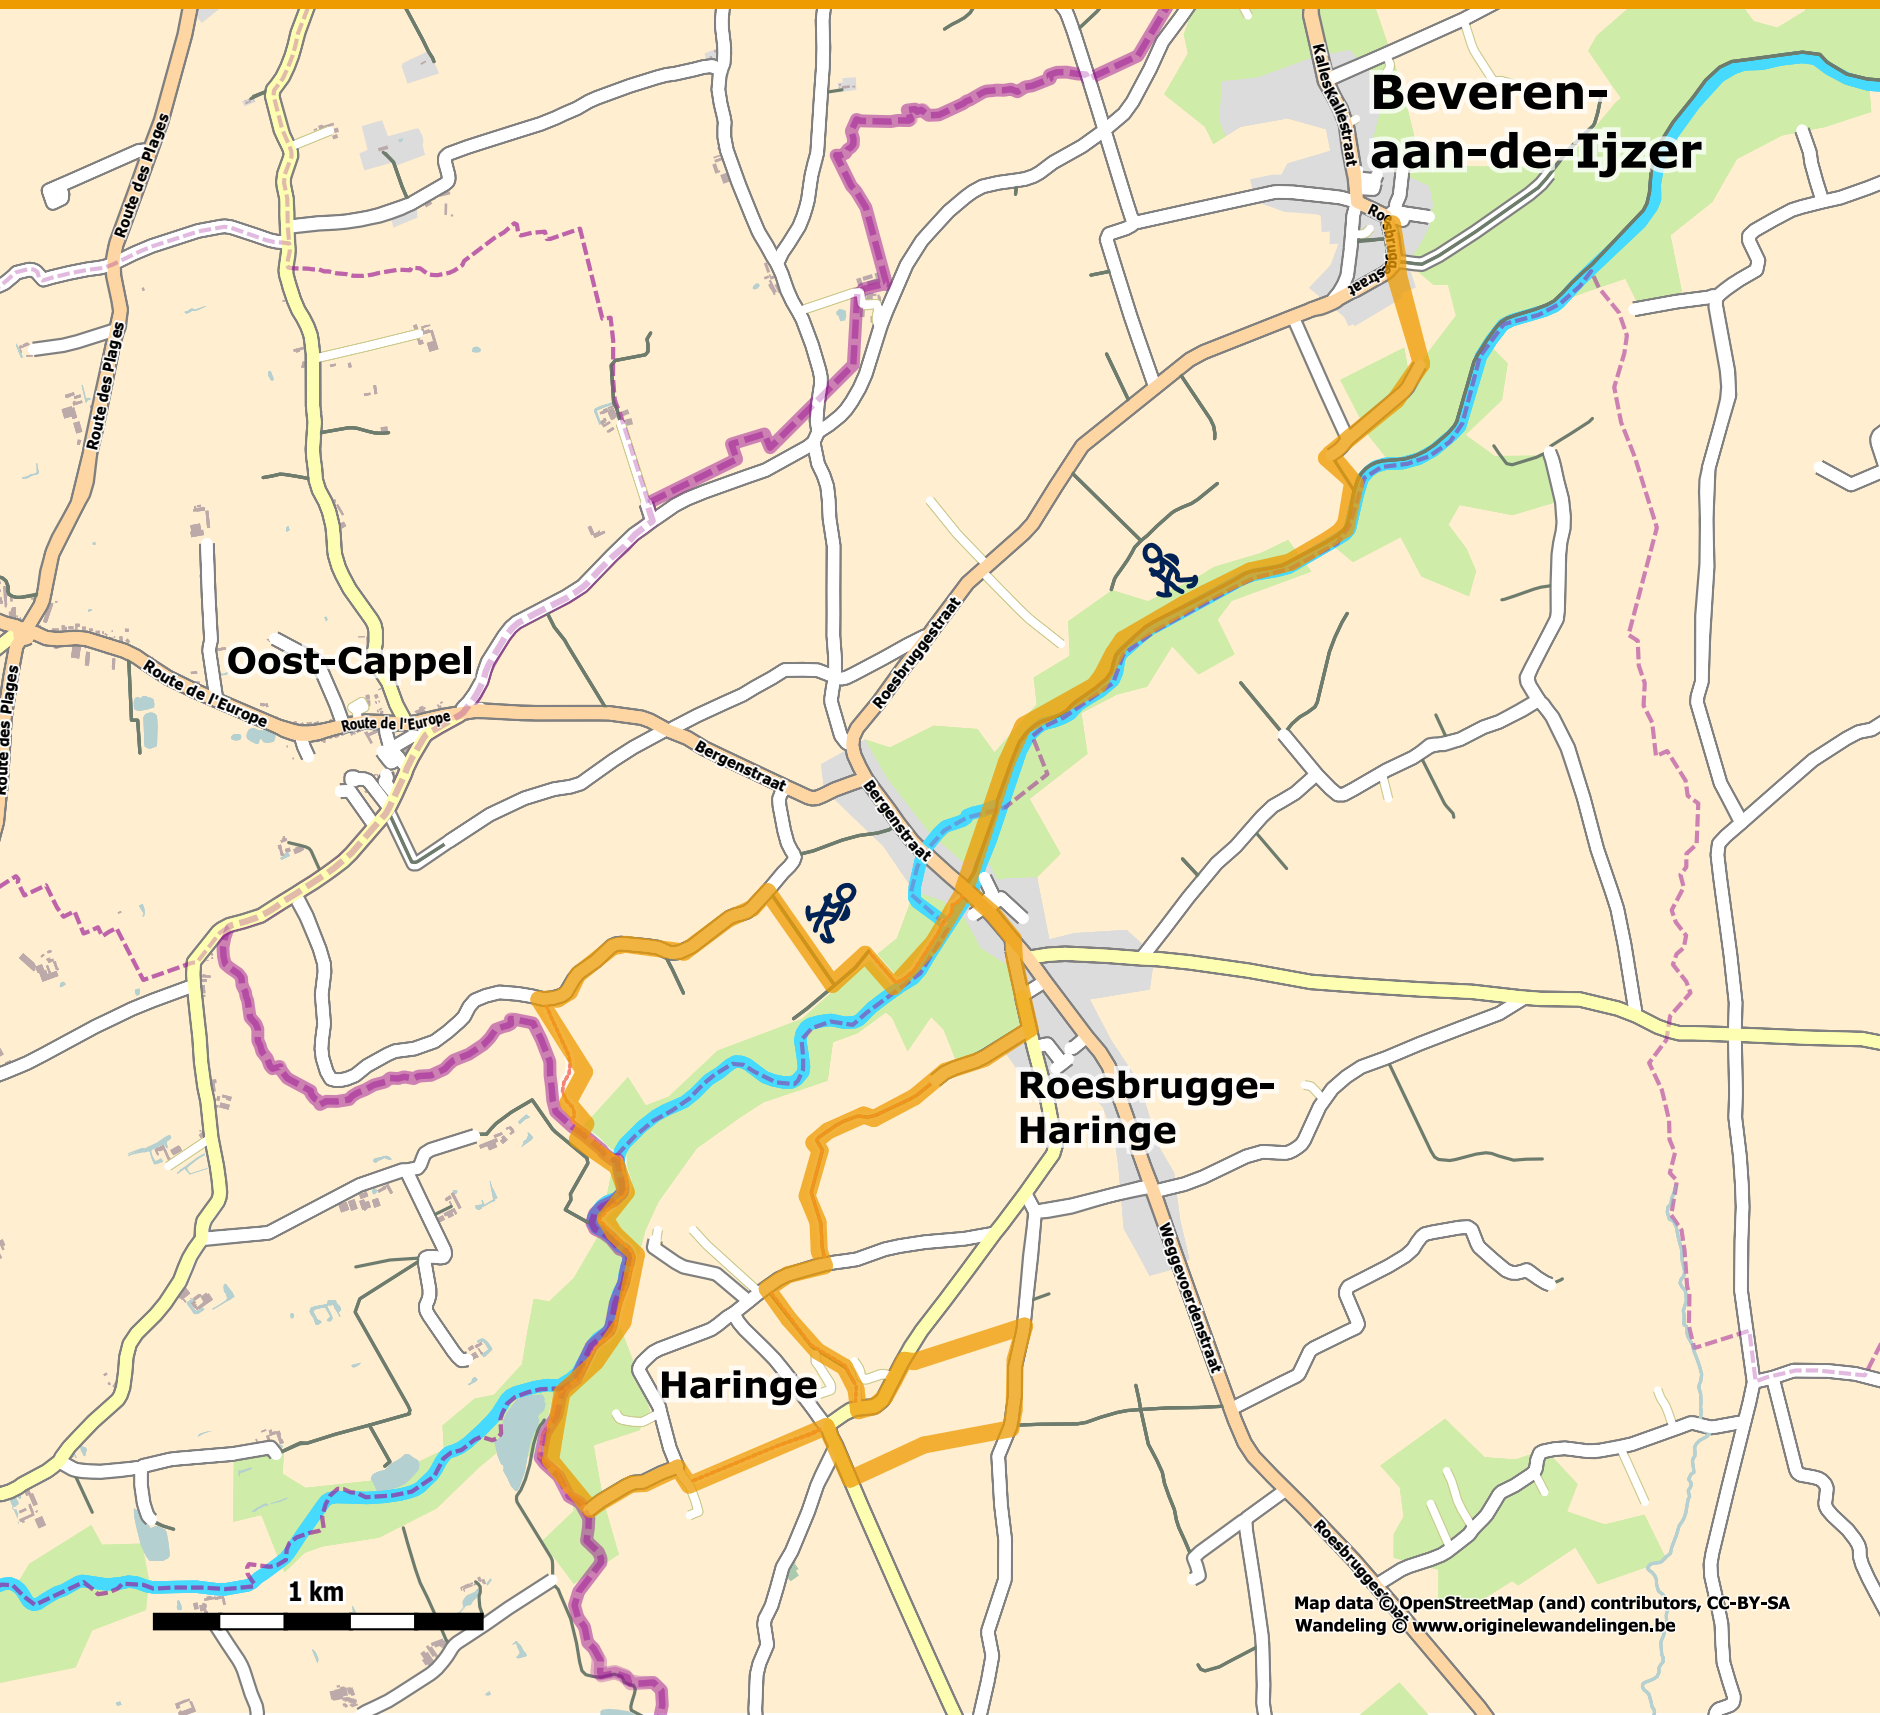 Beveren-
aan-de-Ijzer
KallesKallestraat
Roesbruggestraat
Route des Plages
Route des Plages
Route des Plages
Oost-Cappel
Route de l'Europe
Route de l'Europe
Roesbruggestraat
Bergenstraat
Bergenstraat
Roesbrugge-
Haringe
Weggevoerdenstraat
Haringe
Roesbruggestraat
1 km
Map data © OpenStreetMap (and) contributors, CC-BY-SA
Wandeling © www.originelewandelingen.be